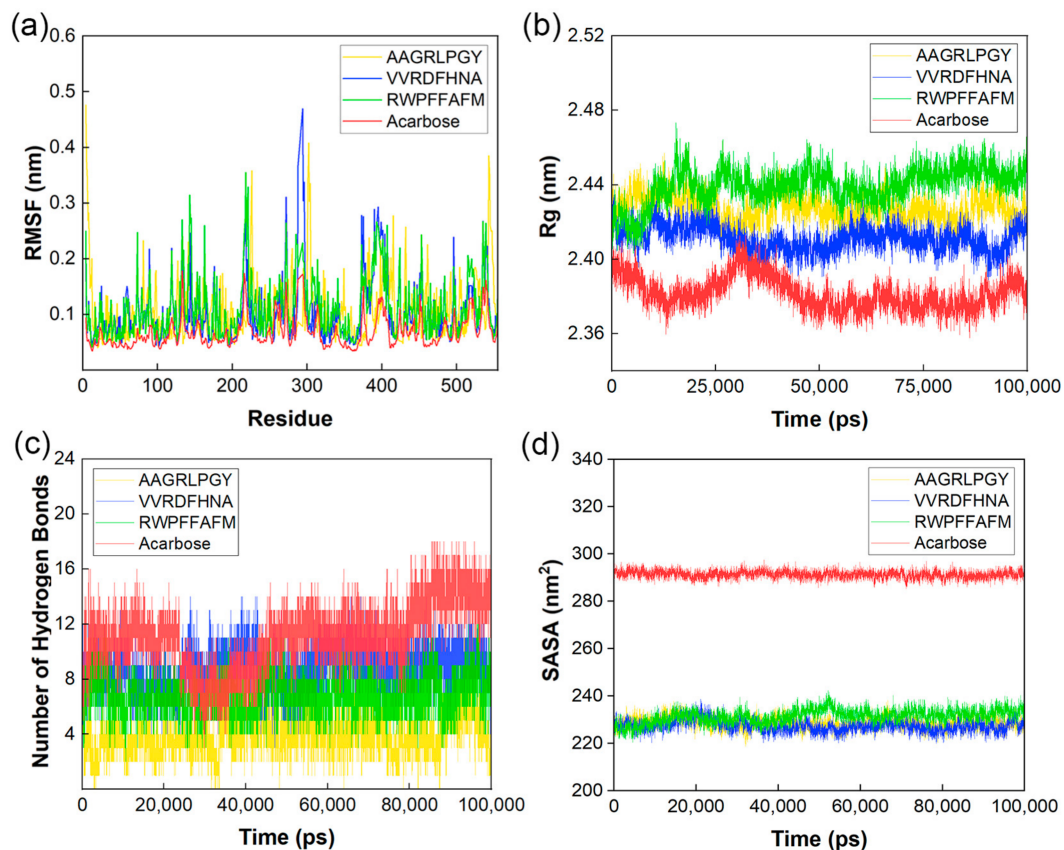 (a)
0.6
0.5
0.4
0.3
0.2
0.1
RMSF (nm)
AAGRLPGY
VVRDFHNA
RWPFFAFM
Acarbose
0 100 200 300 400 500
Residue
(b)
2.52
2.48
2.44
2.40
2.36
Rg (nm)
AAGRLPGY
VVRDFHNA
RWPFFAFM
Acarbose
0 25,000 50,000 75,000 100,000
Time (ps)
(c)
24
20
16
12
8
4
Number of Hydrogen Bonds
AAGRLPGY
VVRDFHNA
RWPFFAFM
Acarbose
0 20,000 40,000 60,000 80,000 100,000
Time (ps)
(d)
340
320
300
280
260
240
220
200
SASA (nm²)
AAGRLPGY
VVRDFHNA
RWPFFAFM
Acarbose
0 20,000 40,000 60,000 80,000 100,000
Time (ps)